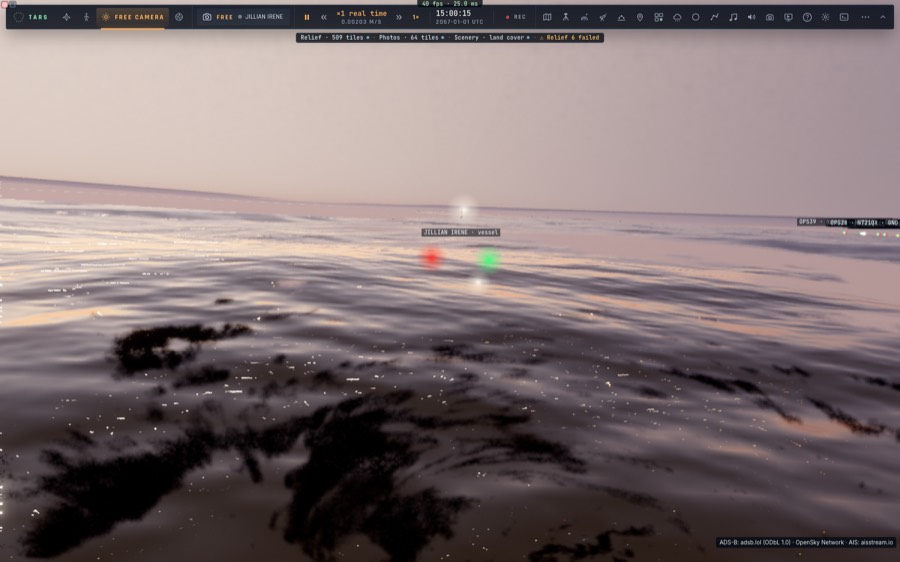 40 fps · 25.0 ms
TARS
FREE CAMERA
FREE
JILLIAN IRENE
×1 real time
0.00203 M/s
1×
15:00:15
2067-01-01 UTC
REC
Relief · 509 tiles · Photos · 64 tiles · Scenery · land cover · ⚠ Relief 6 failed
JILLIAN IRENE · vessel
OPS39
ADS-B: adsb.lol (ODbL 1.0) · OpenSky Network · AIS: aisstream.io